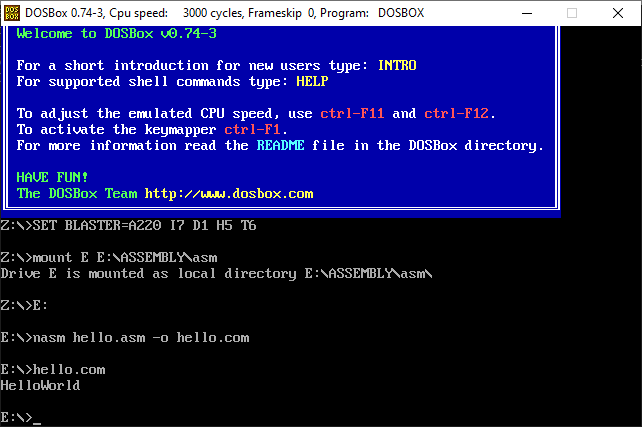 DOSBox 0.74-3, Cpu speed:    3000 cycles, Frameskip  0, Program:   DOSBOX
Welcome to DOSBox v0.74-3
For a short introduction for new users type: INTRO
For supported shell commands type: HELP
To adjust the emulated CPU speed, use ctrl-F11 and ctrl-F12.
To activate the keymapper ctrl-F1.
For more information read the README file in the DOSBox directory.
HAVE FUN!
The DOSBox Team http://www.dosbox.com
Z:\>SET BLASTER=A220 I7 D1 H5 T6
Z:\>mount E E:\ASSEMBLY\asm
Drive E is mounted as local directory E:\ASSEMBLY\asm\
Z:\>E:
E:\>nasm hello.asm -o hello.com
E:\>hello.com
HelloWorld
E:\>_